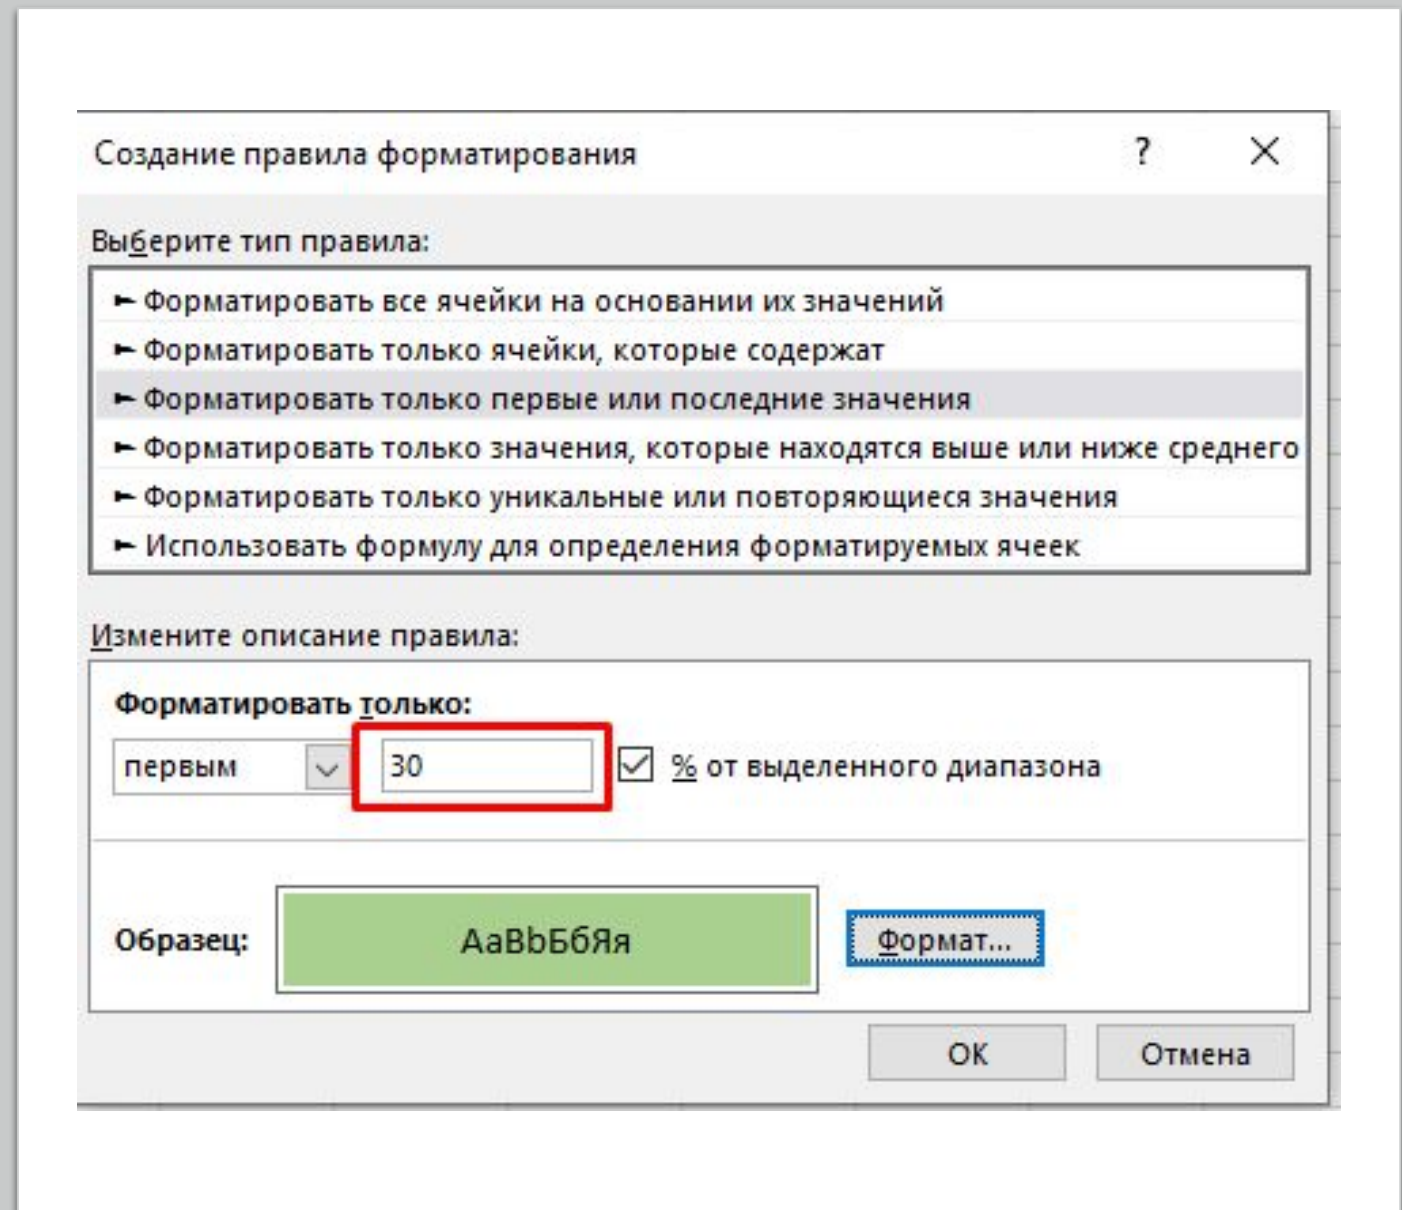 Создание правила форматирования ?
Выберите тип правила:
► Форматировать все ячейки на основании их значений
► Форматировать только ячейки, которые содержат
► Форматировать только первые или последние значения
► Форматировать только значения, которые находятся выше или ниже среднего
► Форматировать только уникальные или повторяющиеся значения
► Использовать формулу для определения форматируемых ячеек
Измените описание правила:
Форматировать только:
первым 30 % от выделенного диапазона
Образец: АаВbБбЯя Формат...
ОК Отмена